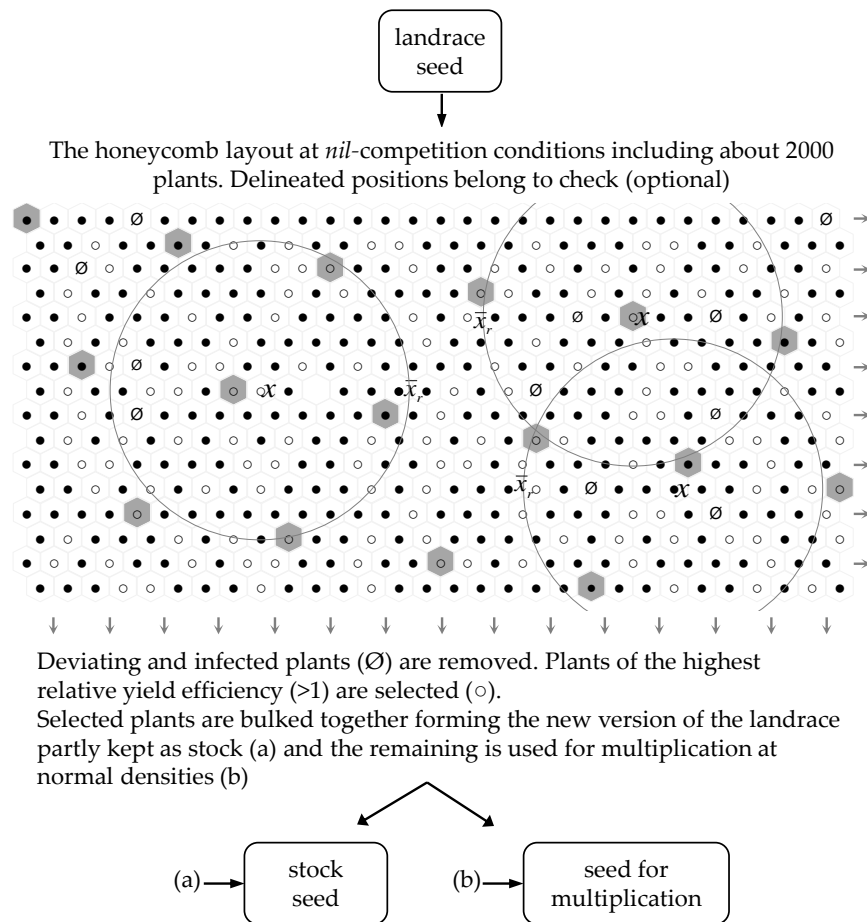 landrace
seed
The honeycomb layout at nil-competition conditions including about 2000
plants. Delineated positions belong to check (optional)
Ø Ø
Ø
x̄r Ø x Ø
Ø
x x̄r Ø
Ø Ø
x̄r Ø x
Ø
Deviating and infected plants (Ø) are removed. Plants of the highest
relative yield efficiency (>1) are selected (○).
Selected plants are bulked together forming the new version of the landrace
partly kept as stock (a) and the remaining is used for multiplication at
normal densities (b)
(a) stock
seed
(b) seed for
multiplication